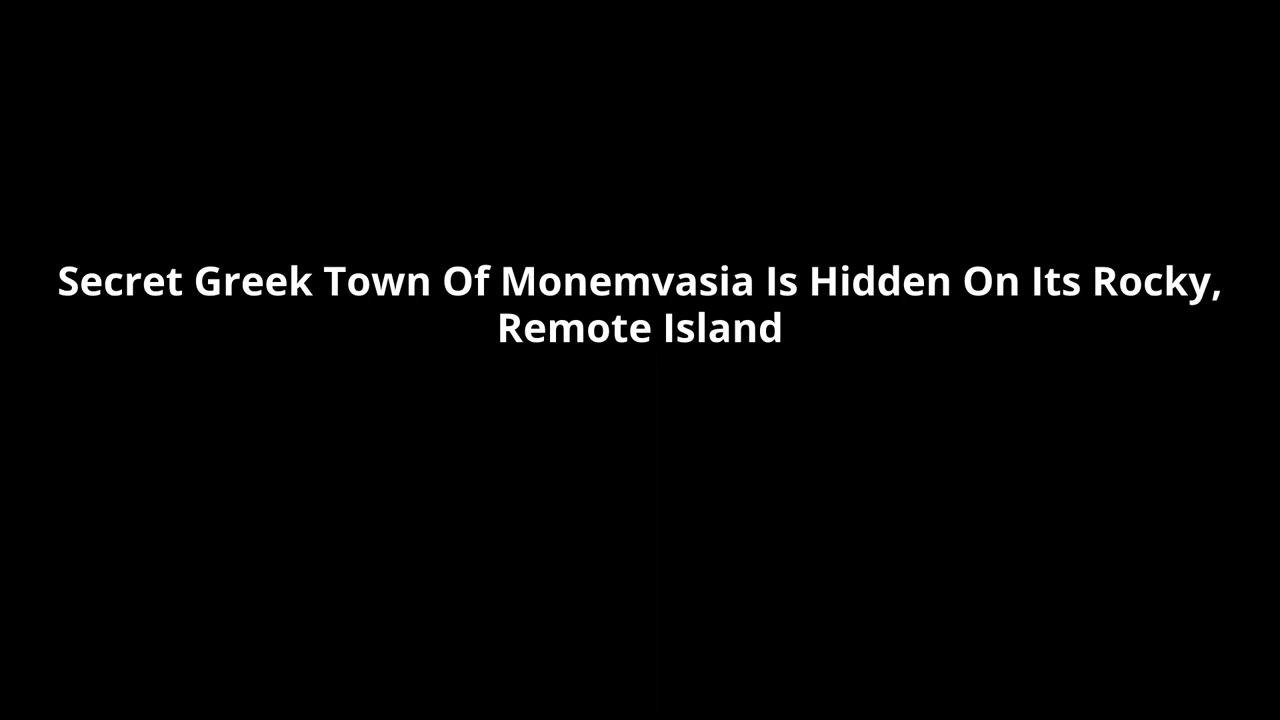 Secret Greek Town Of Monemvasia Is Hidden On Its Rocky,
Remote Island